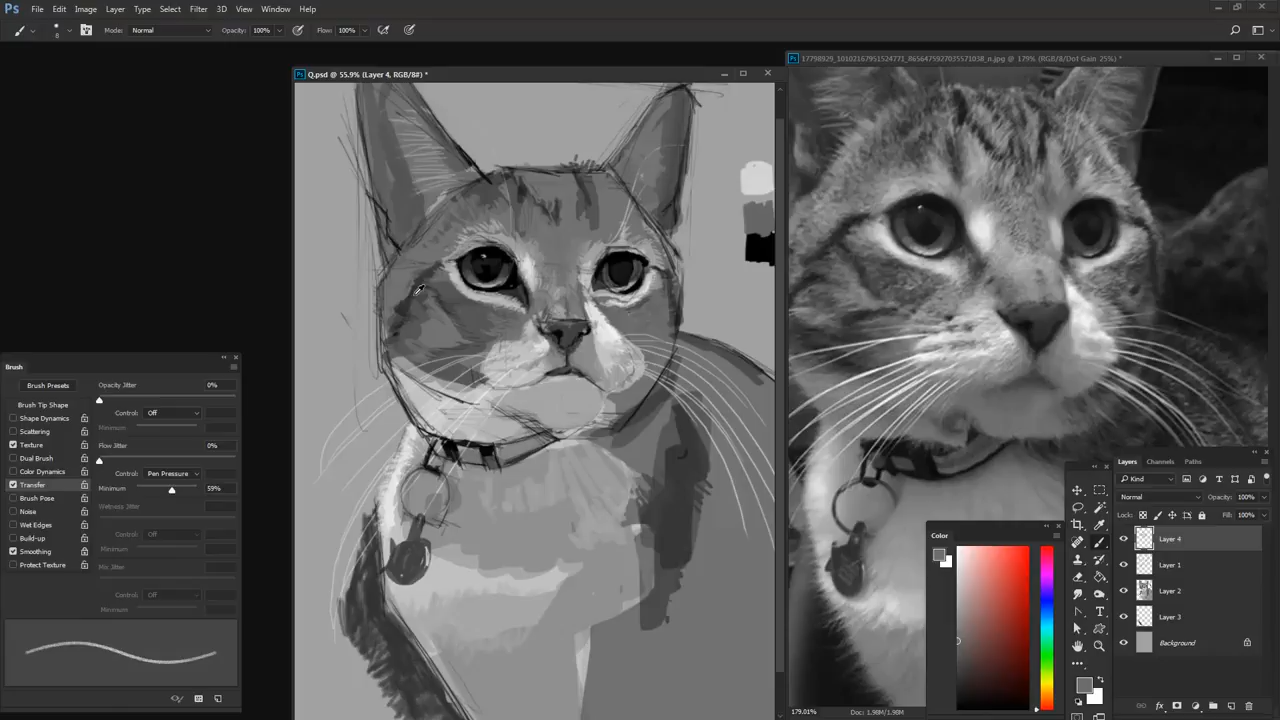 Ps File Edit Image Layer Type Select Filter 3D View Window Help
8 Mode: Normal Opacity: 100% Flow: 100%
Q.psd @ 55.9% (Layer 4, RGB/8#) *
17798929_10102167951524771_8656475927035571038_n.jpg @ 179% (RGB/8/Dot Gain 25%) *
Brush
Brush Presets
Brush Tip Shape
Shape Dynamics
Scattering
Texture
Dual Brush
Color Dynamics
Transfer
Brush Pose
Noise
Wet Edges
Build-up
Smoothing
Protect Texture
Opacity Jitter 0%
Control: Off
Minimum
Flow Jitter 0%
Control: Pen Pressure
Minimum 59%
Wetness Jitter
Control: Off
Minimum
Mix Jitter
Control: Off
Minimum
179.01% Doc: 1.98M/1.98M
Color
Layers Channels Paths
Kind
Normal Opacity: 100%
Lock: Fill: 100%
Layer 4
Layer 1
Layer 2
Layer 3
Background
fx